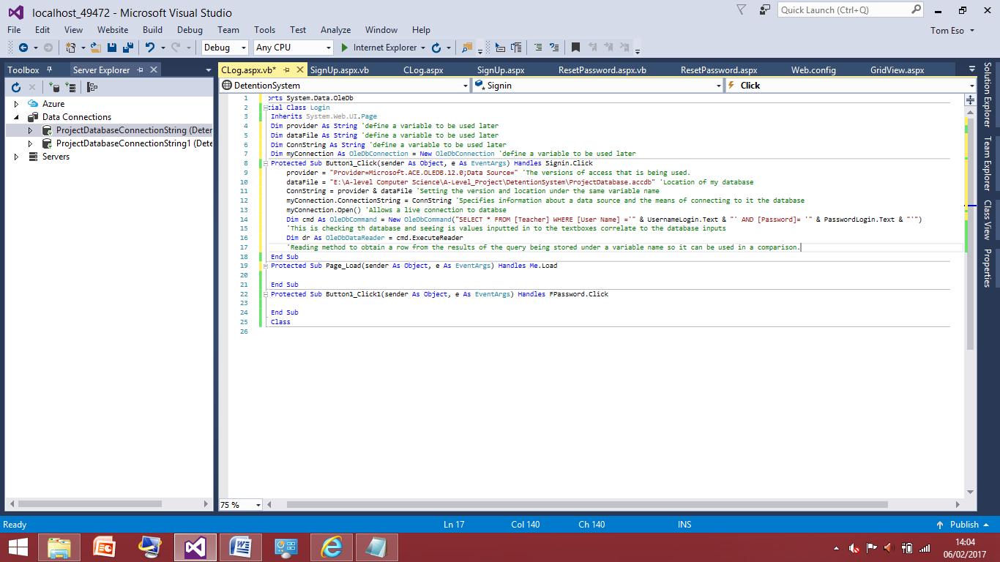 localhost_49472 - Microsoft Visual Studio
Quick Launch (Ctrl+Q)
File Edit View Website Build Debug Team Tools Test Analyze Window Help
Tom Eso
Debug Any CPU Internet Explorer
Toolbox Server Explorer
Azure
Data Connections
ProjectDatabaseConnectionString (Deter
ProjectDatabaseConnectionString1 (Dete
Servers
CLog.aspx.vb* SignUp.aspx.vb CLog.aspx SignUp.aspx ResetPassword.aspx.vb ResetPassword.aspx Web.config GridView.aspx
DetentionSystem Signin Click
1 orts System.Data.OleDb
2 tial Class Login
3 Inherits System.Web.UI.Page
4 Dim provider As String 'define a variable to be used later
5 Dim dataFile As String 'define a variable to be used later
6 Dim ConnString As String 'define a variable to be used later
7 Dim myConnection As OleDbConnection = New OleDbConnection 'define a variable to be used later
8 Protected Sub Button1_Click(sender As Object, e As EventArgs) Handles Signin.Click
9 provider = "Provider=Microsoft.ACE.OLEDB.12.0;Data Source=" 'The versions of access that is being used.
10 dataFile = "E:\A-level Computer Science\A-Level_Project\DetentionSystem\ProjectDatabase.accdb" 'Location of my database
11 ConnString = provider & dataFile 'Setting the version and location under the same variable name
12 myConnection.ConnectionString = ConnString 'Specifies information about a data source and the means of connecting to it the database
13 myConnection.Open() 'Allows a live connection to databse
14 Dim cmd As OleDbCommand = New OleDbCommand("SELECT * FROM [Teacher] WHERE [User Name] ='" & UsernameLogin.Text & "' AND [Password]= '" & PasswordLogin.Text & "'")
15 'This is checking th database and seeing is values inputted in to the textboxes correlate to the database inputs
16 Dim dr As OleDbDataReader = cmd.ExecuteReader
17 'Reading method to obtain a row from the results of the query being stored under a variable name so it can be used in a comparison.
18 End Sub
19 Protected Sub Page_Load(sender As Object, e As EventArgs) Handles Me.Load
20
21 End Sub
22 Protected Sub Button1_Click1(sender As Object, e As EventArgs) Handles FPassword.Click
23
24 End Sub
25 Class
26
75 %
Solution Explorer
Team Explorer
Class View
Properties
Ready Ln 17 Col 140 Ch 140 INS Publish
14:04
06/02/2017